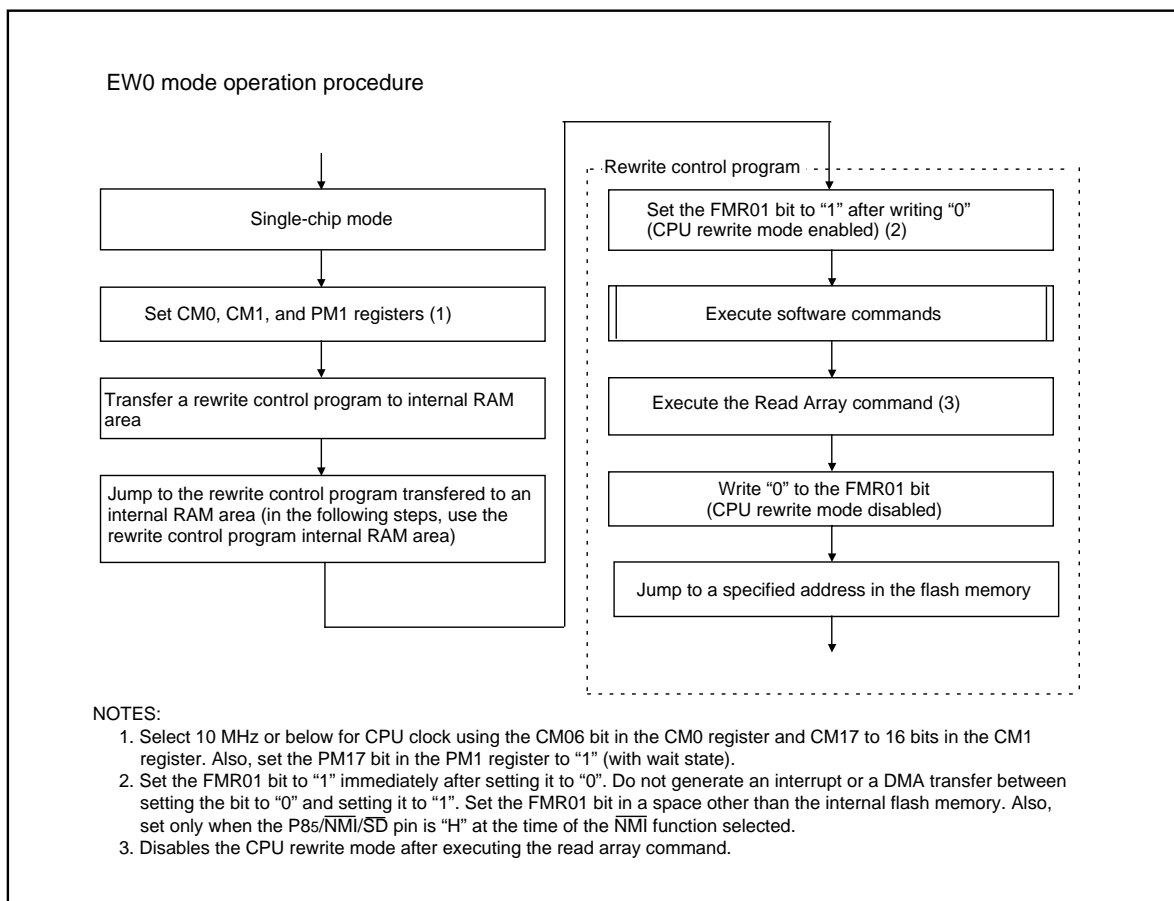 EW0 mode operation procedure
Single-chip mode
Set CM0, CM1, and PM1 registers (1)
Transfer a rewrite control program to internal RAM
area
Jump to the rewrite control program transfered to an
internal RAM area (in the following steps, use the
rewrite control program internal RAM area)
Rewrite control program
Set the FMR01 bit to “1” after writing “0”
(CPU rewrite mode enabled) (2)
Execute software commands
Execute the Read Array command (3)
Write “0” to the FMR01 bit
(CPU rewrite mode disabled)
Jump to a specified address in the flash memory
NOTES:
1. Select 10 MHz or below for CPU clock using the CM06 bit in the CM0 register and CM17 to 16 bits in the CM1
register. Also, set the PM17 bit in the PM1 register to “1” (with wait state).
2. Set the FMR01 bit to “1” immediately after setting it to “0”. Do not generate an interrupt or a DMA transfer between
setting the bit to “0” and setting it to “1”. Set the FMR01 bit in a space other than the internal flash memory. Also,
set only when the P85/NMI/SD pin is “H” at the time of the NMI function selected.
3. Disables the CPU rewrite mode after executing the read array command.